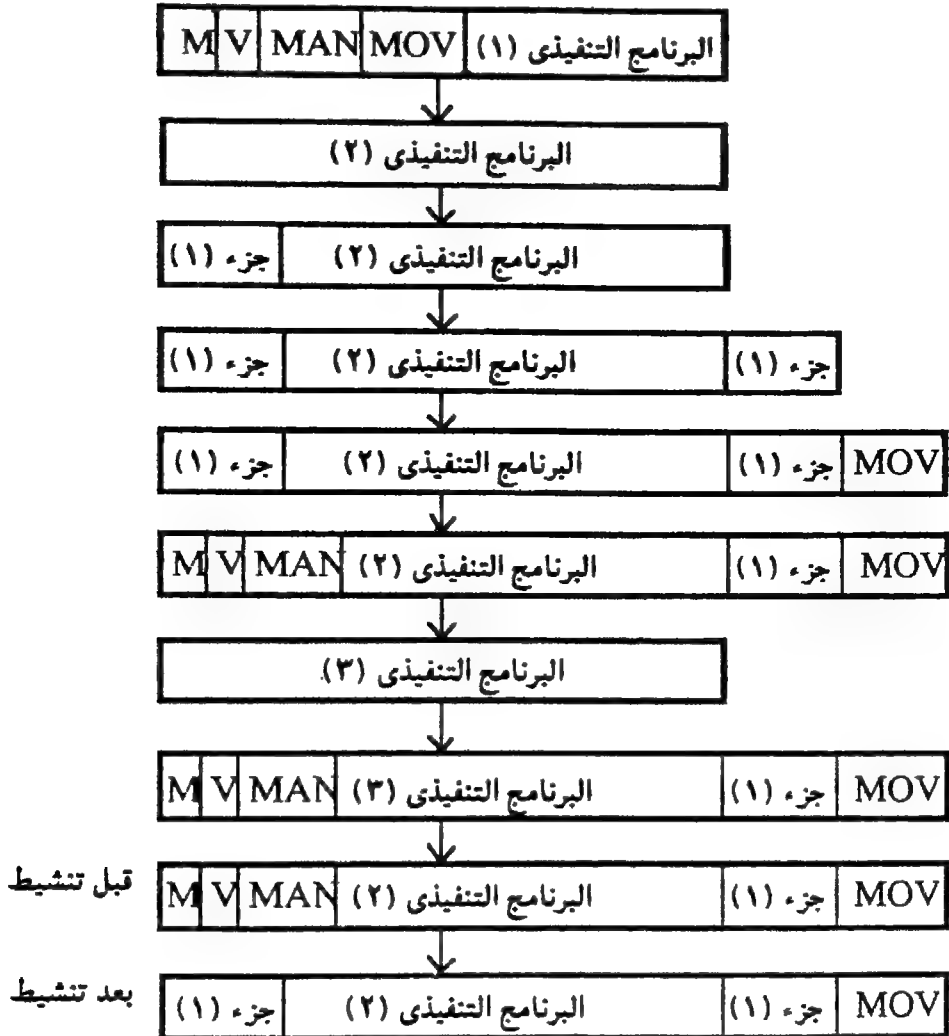 M V MAN MOV البرنامج التنفيذى (١)
البرنامج التنفيذى (٢)
جزء (١) البرنامج التنفيذى (٢)
جزء (١) البرنامج التنفيذى (٢) جزء (١)
جزء (١) البرنامج التنفيذى (٢) جزء (١) MOV
M V MAN البرنامج التنفيذى (٢) جزء (١) MOV
البرنامج التنفيذى (٣)
M V MAN البرنامج التنفيذى (٣) جزء (١) MOV
قبل تنشيط M V MAN البرنامج التنفيذى (٢) جزء (١) MOV
بعد تنشيط جزء (١) البرنامج التنفيذى (٢) جزء (١) MOV